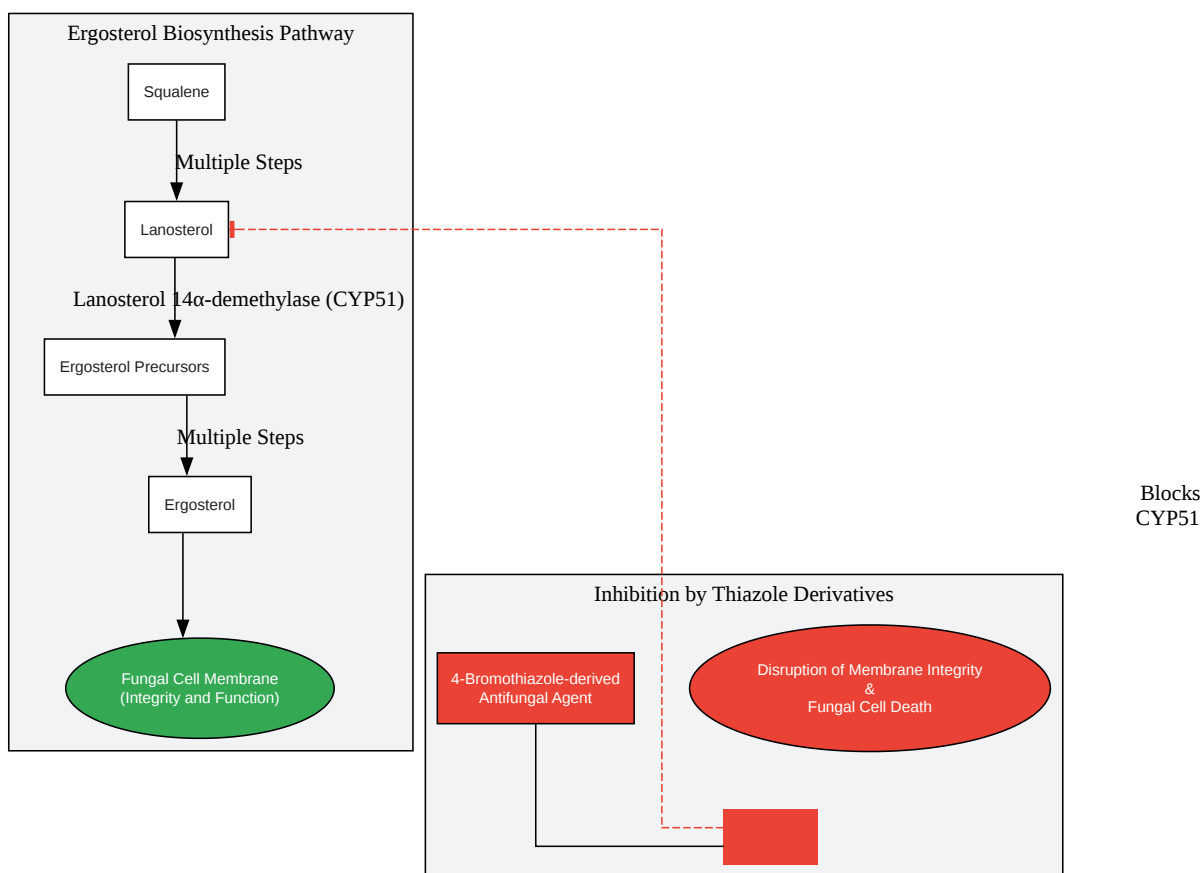 Ergosterol Biosynthesis Pathway
Squalene
Multiple Steps
Lanosterol
Lanosterol 14α-demethylase (CYP51)
Ergosterol Precursors
Multiple Steps
Ergosterol
Fungal Cell Membrane
(Integrity and Function)
Blocks
CYP51
Inhibition by Thiazole Derivatives
4-Bromothiazole-derived
Antifungal Agent
Disruption of Membrane Integrity
&
Fungal Cell Death